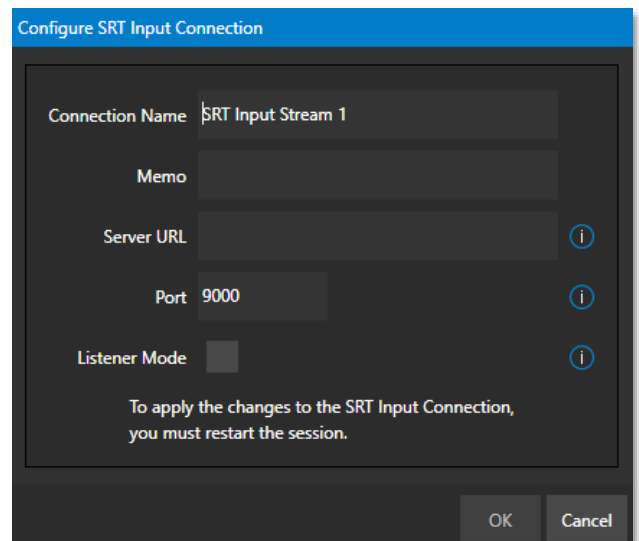 Configure SRT Input Connection
Connection Name SRT Input Stream 1
Memo
Server URL
Port 9000
Listener Mode
To apply the changes to the SRT Input Connection,
you must restart the session.
OK Cancel